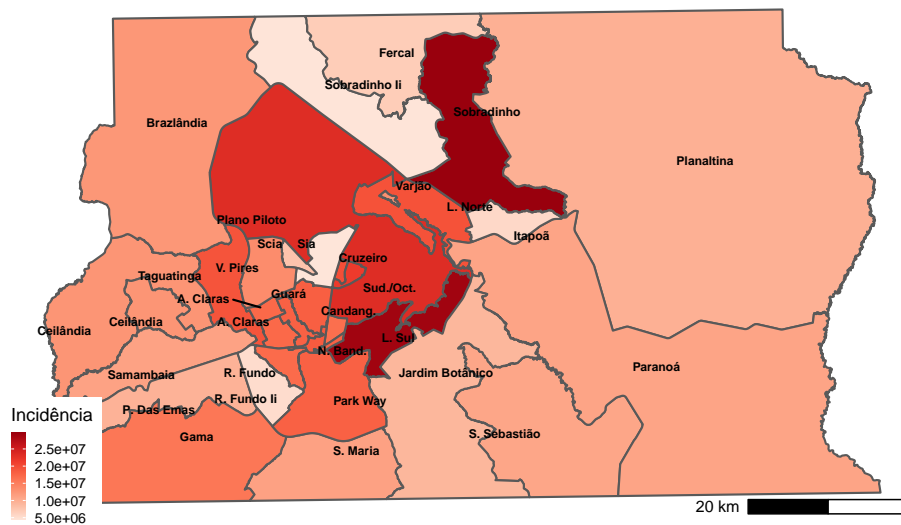 Fercal
Sobradinho Ii
Sobradinho
Brazlândia
Planaltina
Varjão
L. Norte
Plano Piloto
Itapoã
Scia
Sia
Cruzeiro
V. Pires
Taguatinga
Guará
Sud./Oct.
A. Claras
Candang.
Ceilândia
Ceilândia
A. Claras
L. Sul
N. Band.
Samambaia
R. Fundo
Jardim Botânico
Paranoá
R. Fundo Ii
Park Way
P. Das Emas
Gama
S. Sebastião
S. Maria
Incidência
2.5e+07
2.0e+07
1.5e+07
1.0e+07
5.0e+06
20 km